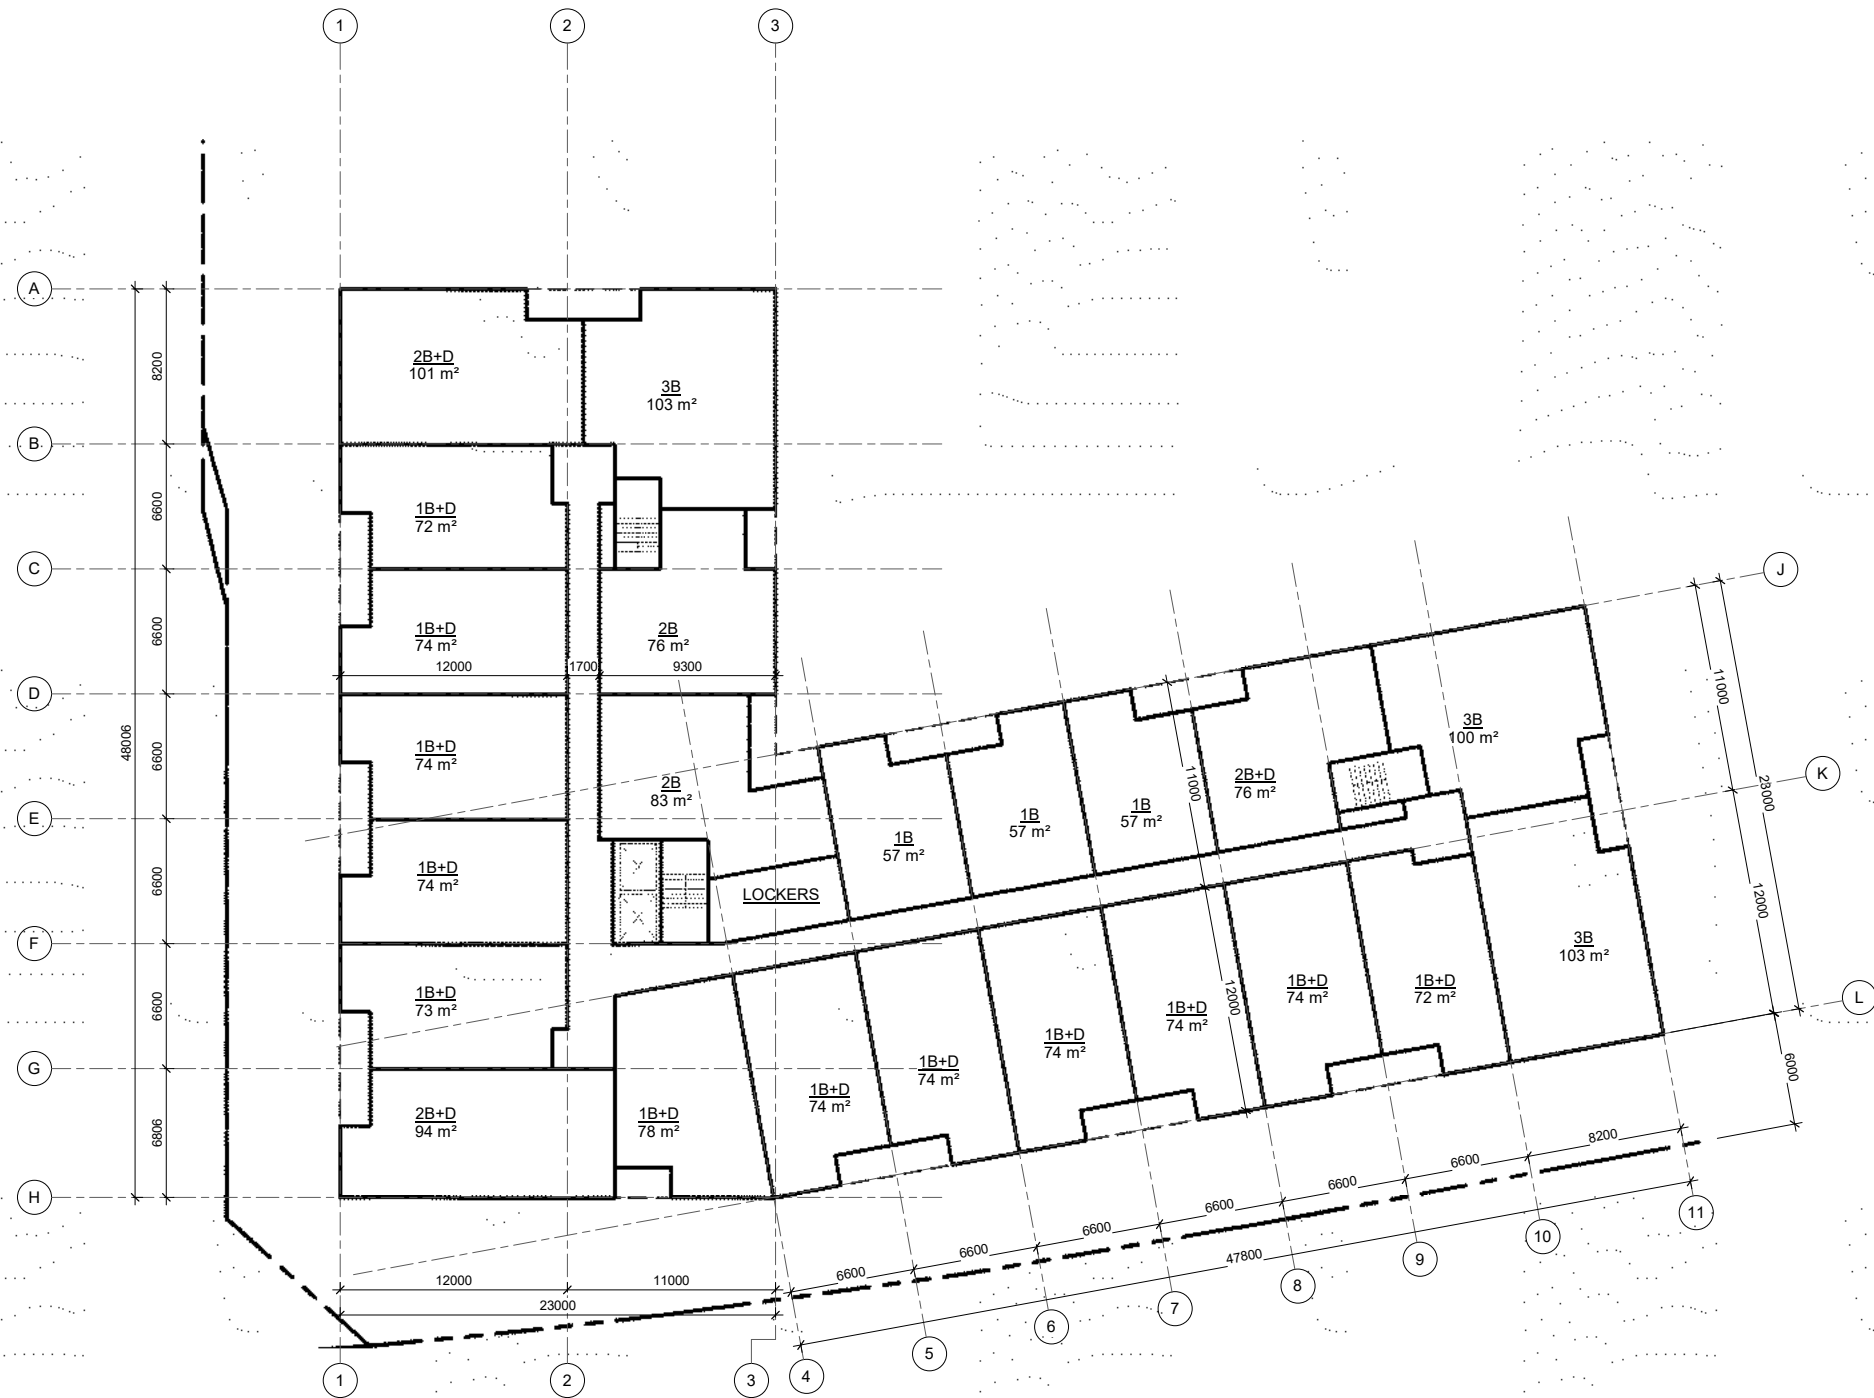 1
2
3
A
B
C
D
E
F
G
H
8200
6600
6600
6600
6600
6600
6806
48006
2B+D
101 m²
3B
103 m²
1B+D
72 m²
1B+D
74 m²
2B
76 m²
12000
1700
9300
1B+D
74 m²
2B
83 m²
1B+D
74 m²
LOCKERS
1B+D
73 m²
2B+D
94 m²
1B+D
78 m²
1B
57 m²
1B
57 m²
1B
57 m²
2B+D
76 m²
3B
100 m²
1B+D
74 m²
1B+D
74 m²
1B+D
74 m²
1B+D
74 m²
1B+D
74 m²
1B+D
72 m²
3B
103 m²
11000
12000
J
K
L
11000
23000
12000
6000
6600
6600
6600
6600
6600
6600
8200
47800
12000
11000
23000
1
2
3
4
5
6
7
8
9
10
11